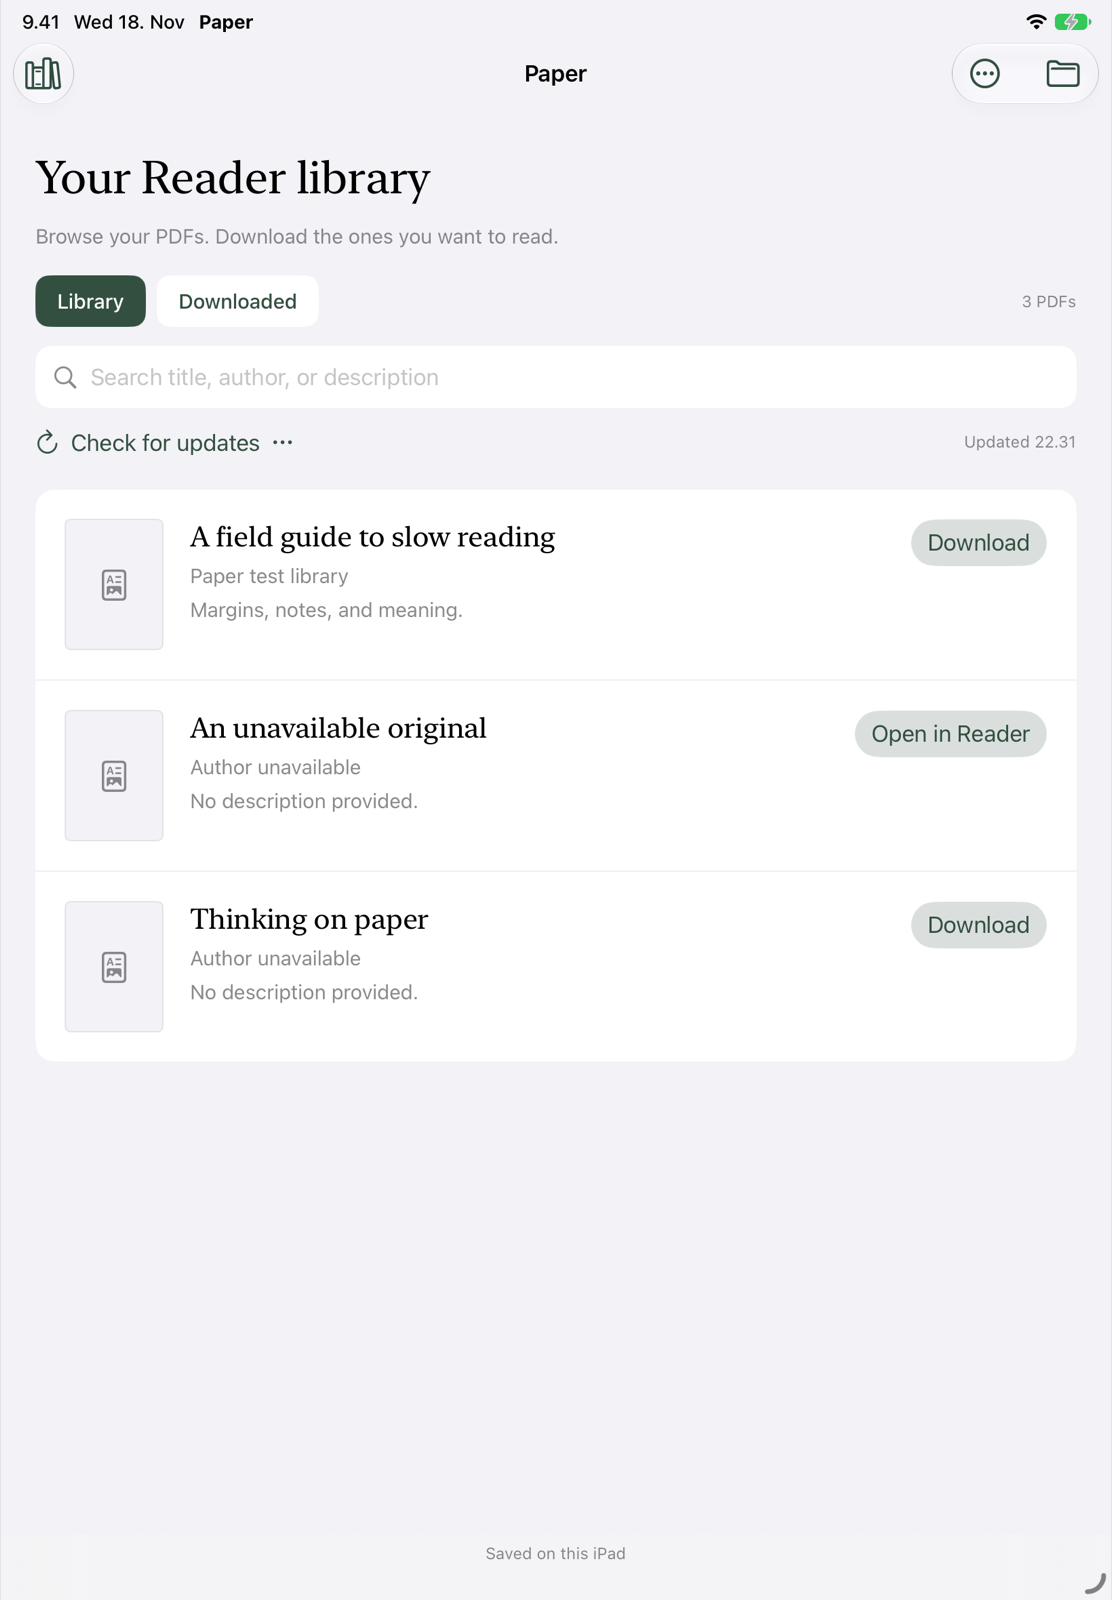 9.41 Wed 18. Nov Paper
Paper
Your Reader library
Browse your PDFs. Download the ones you want to read.
Library Downloaded 3 PDFs
Search title, author, or description
Check for updates ··· Updated 22.31
A field guide to slow reading Download
Paper test library
Margins, notes, and meaning.
An unavailable original Open in Reader
Author unavailable
No description provided.
Thinking on paper Download
Author unavailable
No description provided.
Saved on this iPad